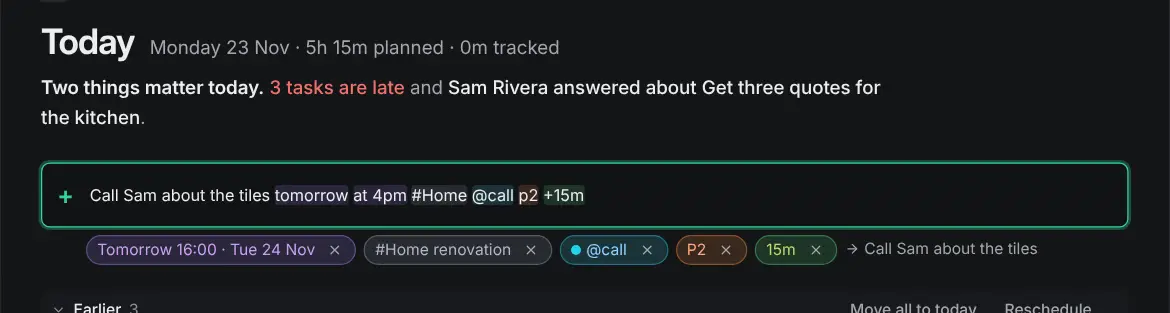 Today Monday 23 Nov · 5h 15m planned · 0m tracked
Two things matter today. 3 tasks are late and Sam Rivera answered about Get three quotes for
the kitchen.
+ Call Sam about the tiles tomorrow at 4pm #Home @call p2 +15m
Tomorrow 16:00 · Tue 24 Nov × #Home renovation × @call × P2 × 15m × → Call Sam about the tiles
Earlier 3 Move all to today Reschedule